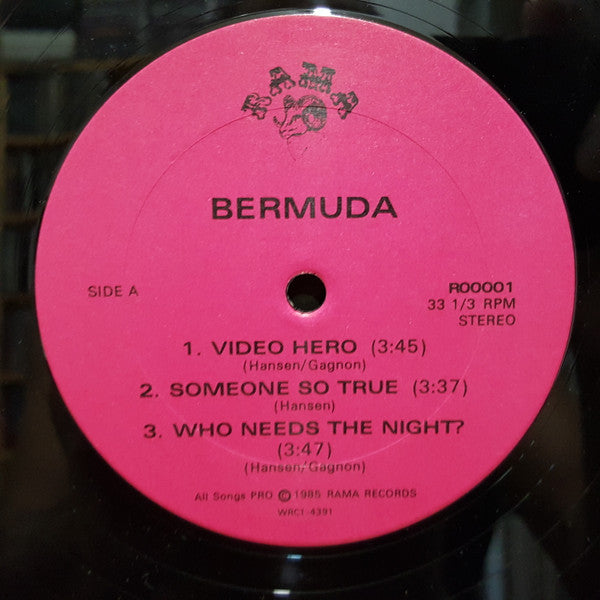 RAMA
BERMUDA
SIDE A
R00001
33 1/3 RPM
STEREO
1. VIDEO HERO (3:45)
(Hansen/Gagnon)
2. SOMEONE SO TRUE (3:37)
(Hansen)
3. WHO NEEDS THE NIGHT?
(3:47)
(Hansen/Gagnon)
All Songs PRO © 1985 RAMA RECORDS
WRC1-4391